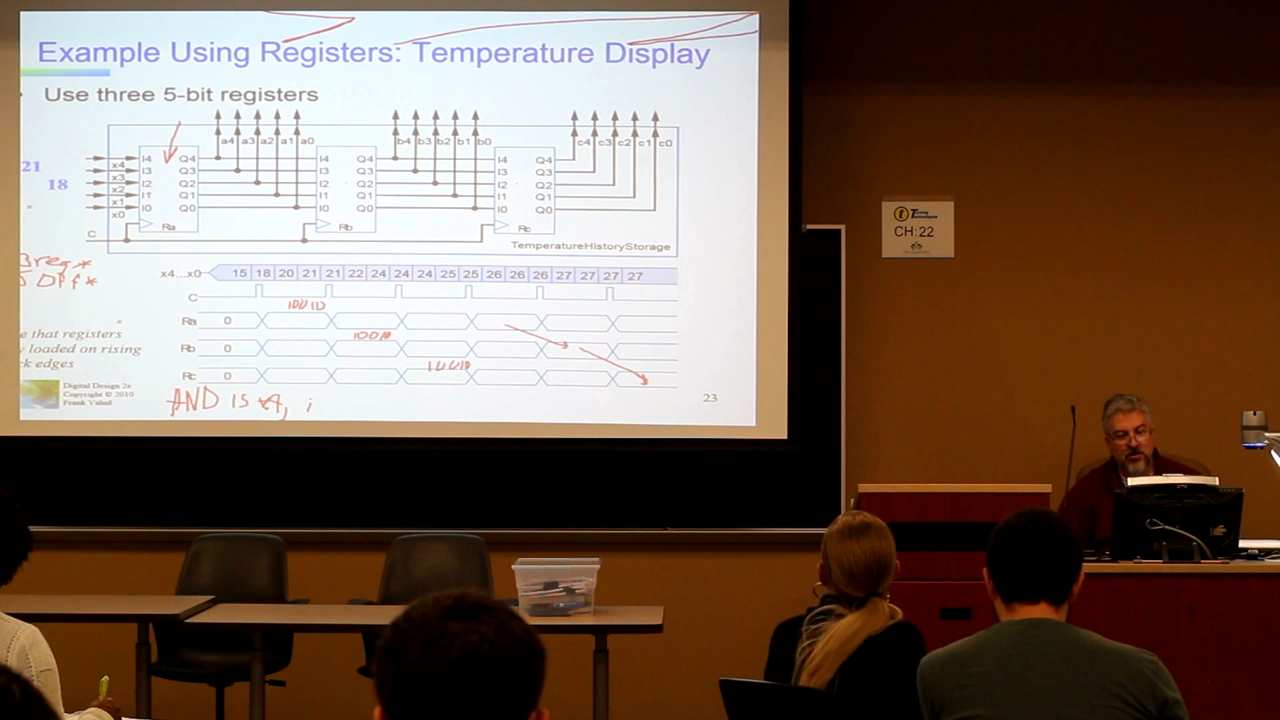 Example Using Registers: Temperature Display
Use three 5-bit registers
a4 a3 a2 a1 a0 b4 b3 b2 b1 b0 c4 c3 c2 c1 c0
I4 Q4 I4 Q4 I4 Q4
x4
I3 Q3 I3 Q3 I3 Q3
x3
I2 Q2 I2 Q2 I2 Q2
x2
I1 Q1 I1 Q1 I1 Q1
x1
I0 Q0 I0 Q0 I0 Q0
x0
Ra Rb Rc
C
TemperatureHistoryStorage
21
18
x4...x0 15 18 20 21 21 22 24 24 24 25 25 26 26 26 27 27 27 27
C
Ra 0
Rb 0
Rc 0
e that registers
loaded on rising
ck edges
Digital Design 2e
Copyright © 2010
Frank Vahid
AND IS
23
Turning
Technologies
CH: 22